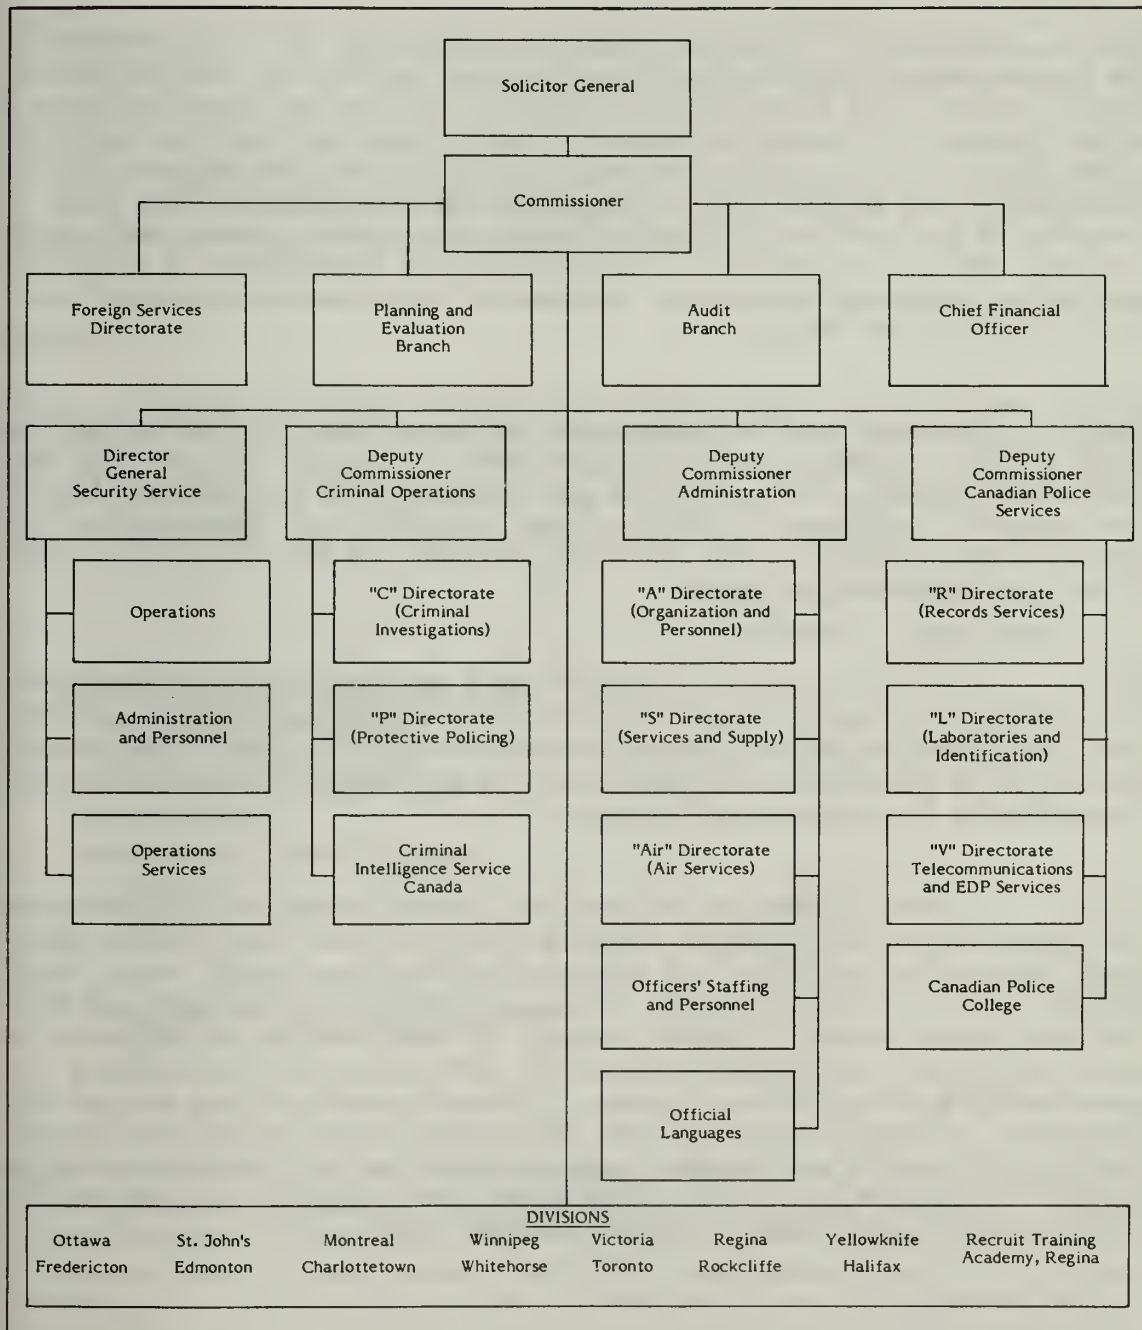 Solicitor General
Commissioner
Foreign Services
Directorate
Planning and
Evaluation
Branch
Audit
Branch
Chief Financial
Officer
Director
General
Security Service
Deputy
Commissioner
Criminal Operations
Deputy
Commissioner
Administration
Deputy
Commissioner
Canadian Police
Services
Operations
Administration
and Personnel
Operations
Services
"C" Directorate
(Criminal
Investigations)
"P" Directorate
(Protective Policing)
Criminal
Intelligence Service
Canada
"A" Directorate
(Organization and
Personnel)
"S" Directorate
(Services and Supply)
"Air" Directorate
(Air Services)
Officers' Staffing
and Personnel
Official
Languages
"R" Directorate
(Records Services)
"L" Directorate
(Laboratories and
Identification)
"V" Directorate
Telecommunications
and EDP Services
Canadian Police
College
DIVISIONS
Ottawa St. John's Montreal Winnipeg Victoria Regina Yellowknife Recruit Training
Fredericton Edmonton Charlottetown Whitehorse Toronto Rockcliffe Halifax Academy, Regina